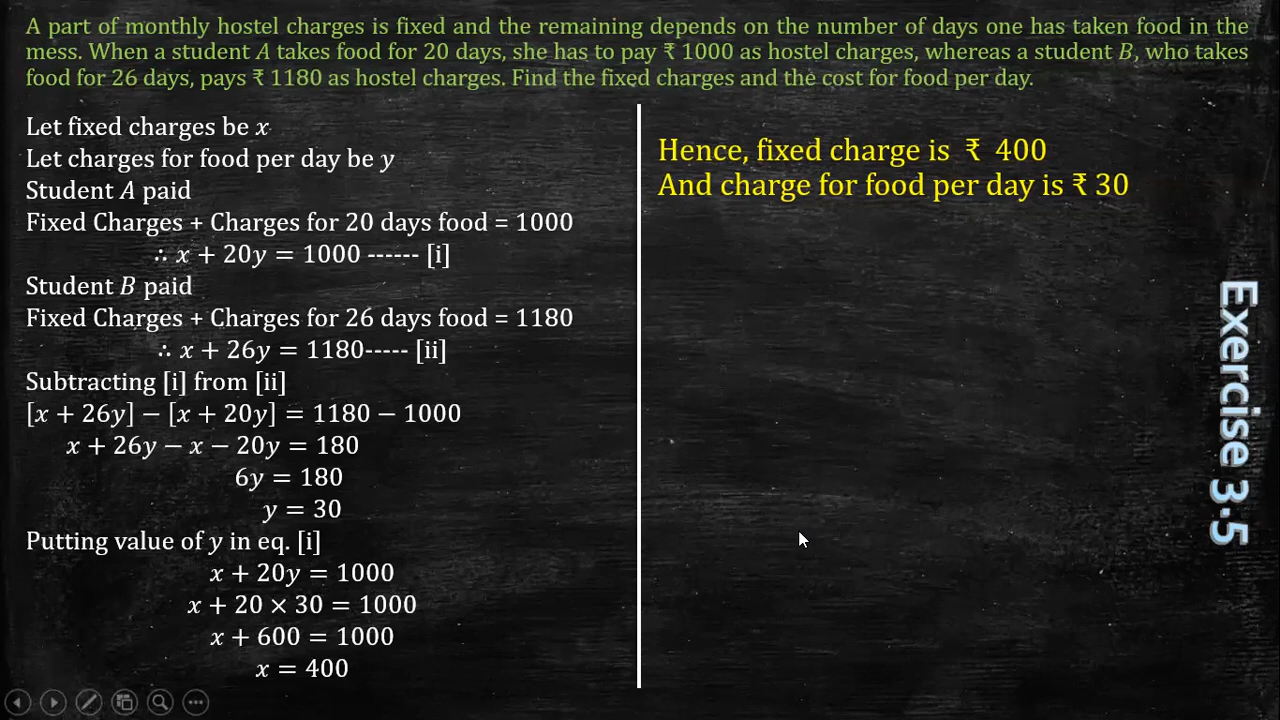 A part of monthly hostel charges is fixed and the remaining depends on the number of days one has taken food in the
mess. When a student A takes food for 20 days, she has to pay ₹ 1000 as hostel charges, whereas a student B, who takes
food for 26 days, pays ₹ 1180 as hostel charges. Find the fixed charges and the cost for food per day.
Let fixed charges be x
Let charges for food per day be y
Student A paid
Fixed Charges + Charges for 20 days food = 1000
∴ x + 20y = 1000 ------ [i]
Student B paid
Fixed Charges + Charges for 26 days food = 1180
∴ x + 26y = 1180----- [ii]
Subtracting [i] from [ii]
[x + 26y] − [x + 20y] = 1180 − 1000
x + 26y − x − 20y = 180
6y = 180
y = 30
Putting value of y in eq. [i]
x + 20y = 1000
x + 20 × 30 = 1000
x + 600 = 1000
x = 400
Hence, fixed charge is ₹ 400
And charge for food per day is ₹ 30
Exercise 3.5